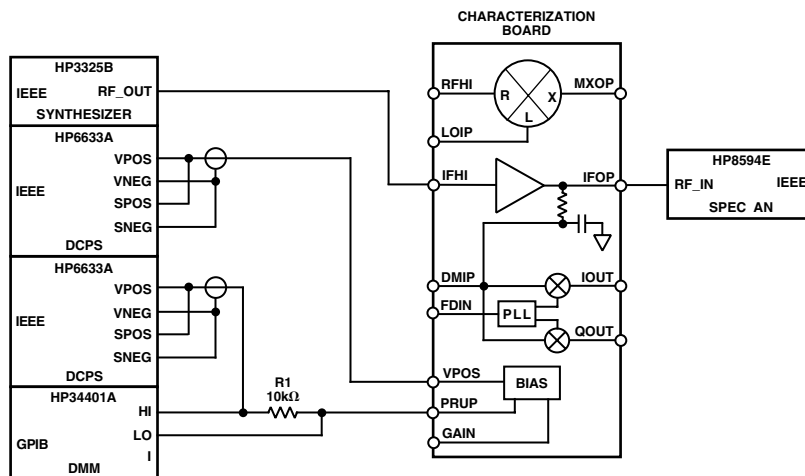 CHARACTERIZATION
BOARD
HP3325B
IEEE RF_OUT
SYNTHESIZER
HP6633A
VPOS
IEEE VNEG
SPOS
SNEG
DCPS
HP6633A
VPOS
IEEE VNEG
SPOS
SNEG
DCPS
HP34401A
HI
GPIB LO
I
DMM
R1
10kΩ
RFHI R X MXOP
L
LOIP
IFHI IFOP
DMIP IOUT
FDIN PLL
QOUT
VPOS BIAS
PRUP
GAIN
HP8594E
RF_IN IEEE
SPEC AN